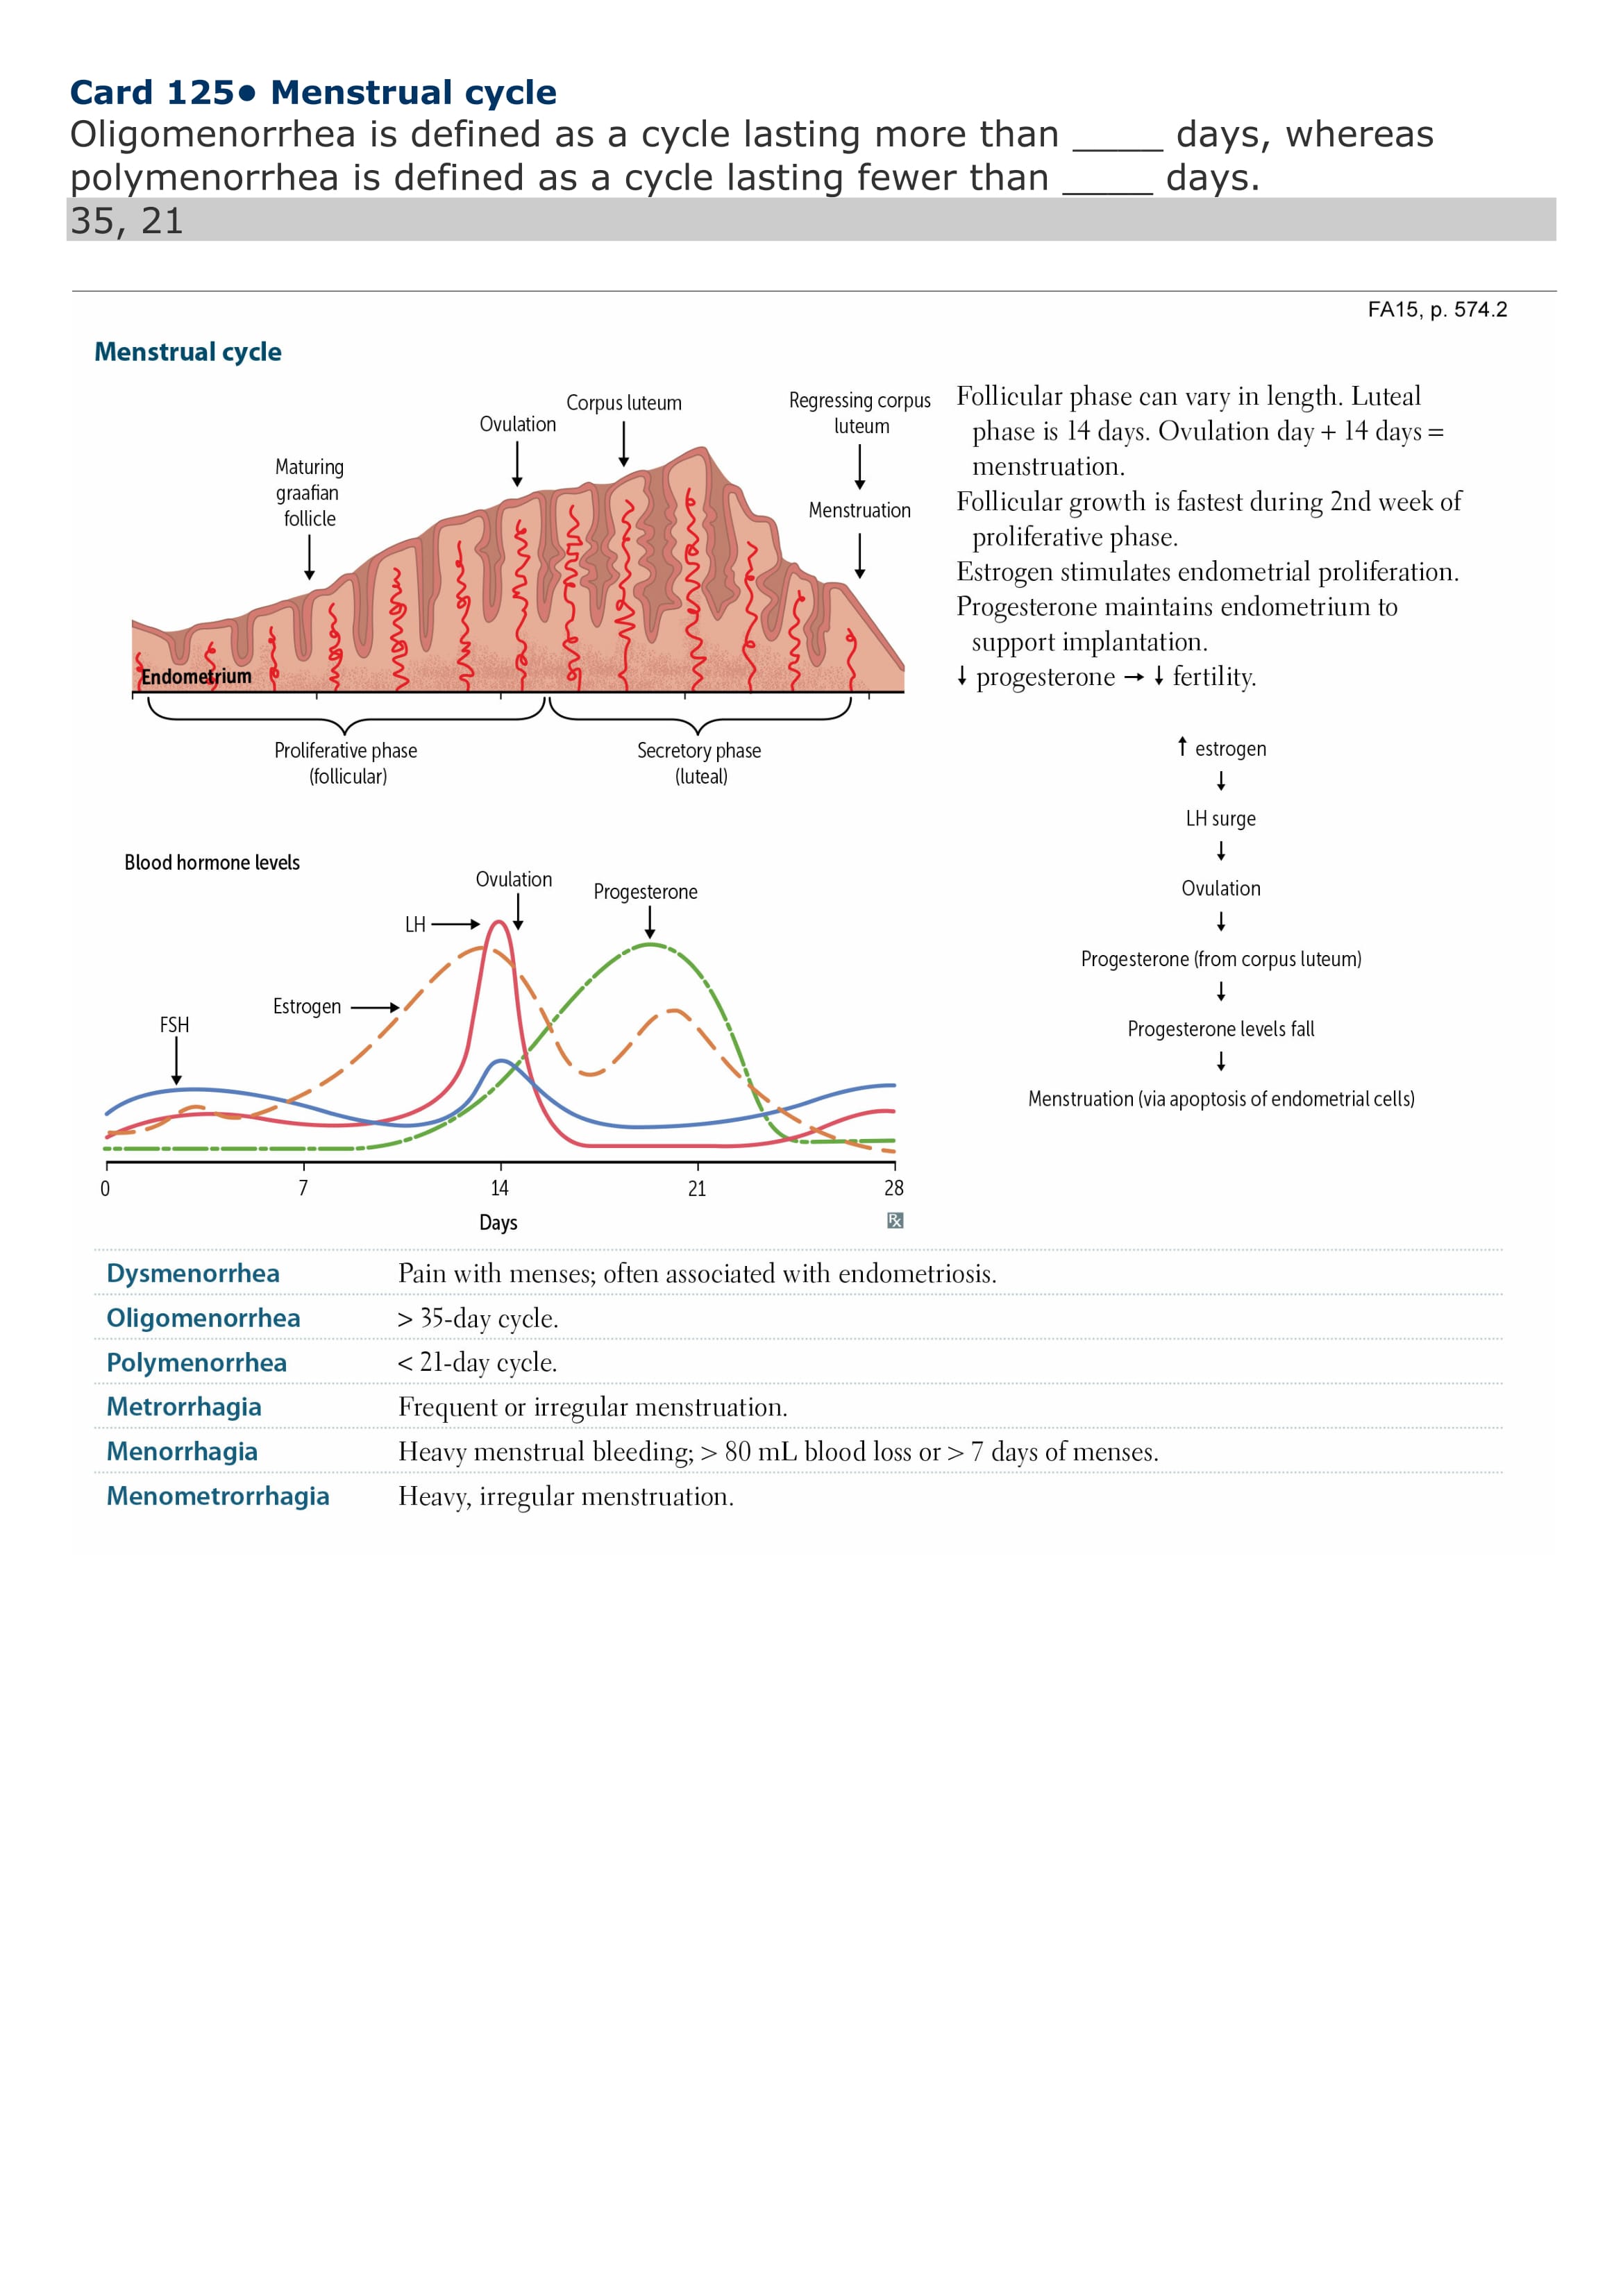 Card 125• Menstrual cycle
Oligomenorrhea is defined as a cycle lasting more than _____ days, whereas
polymenorrhea is defined as a cycle lasting fewer than _____ days.
35, 21
FA15, p. 574.2
Menstrual cycle
Maturing
graafian
follicle
Ovulation
Corpus luteum
Regressing corpus
luteum
Menstruation
Endometrium
Proliferative phase
(follicular)
Secretory phase
(luteal)
Follicular phase can vary in length. Luteal
phase is 14 days. Ovulation day + 14 days =
menstruation.
Follicular growth is fastest during 2nd week of
proliferative phase.
Estrogen stimulates endometrial proliferation.
Progesterone maintains endometrium to
support implantation.
↓ progesterone → ↓ fertility.
↑ estrogen
↓
LH surge
↓
Ovulation
↓
Progesterone (from corpus luteum)
↓
Progesterone levels fall
↓
Menstruation (via apoptosis of endometrial cells)
Blood hormone levels
FSH
Estrogen
LH
Ovulation
Progesterone
0 7 14 21 28
Days
Rx
Dysmenorrhea Pain with menses; often associated with endometriosis.
Oligomenorrhea > 35-day cycle.
Polymenorrhea < 21-day cycle.
Metrorrhagia Frequent or irregular menstruation.
Menorrhagia Heavy menstrual bleeding; > 80 mL blood loss or > 7 days of menses.
Menometrorrhagia Heavy, irregular menstruation.